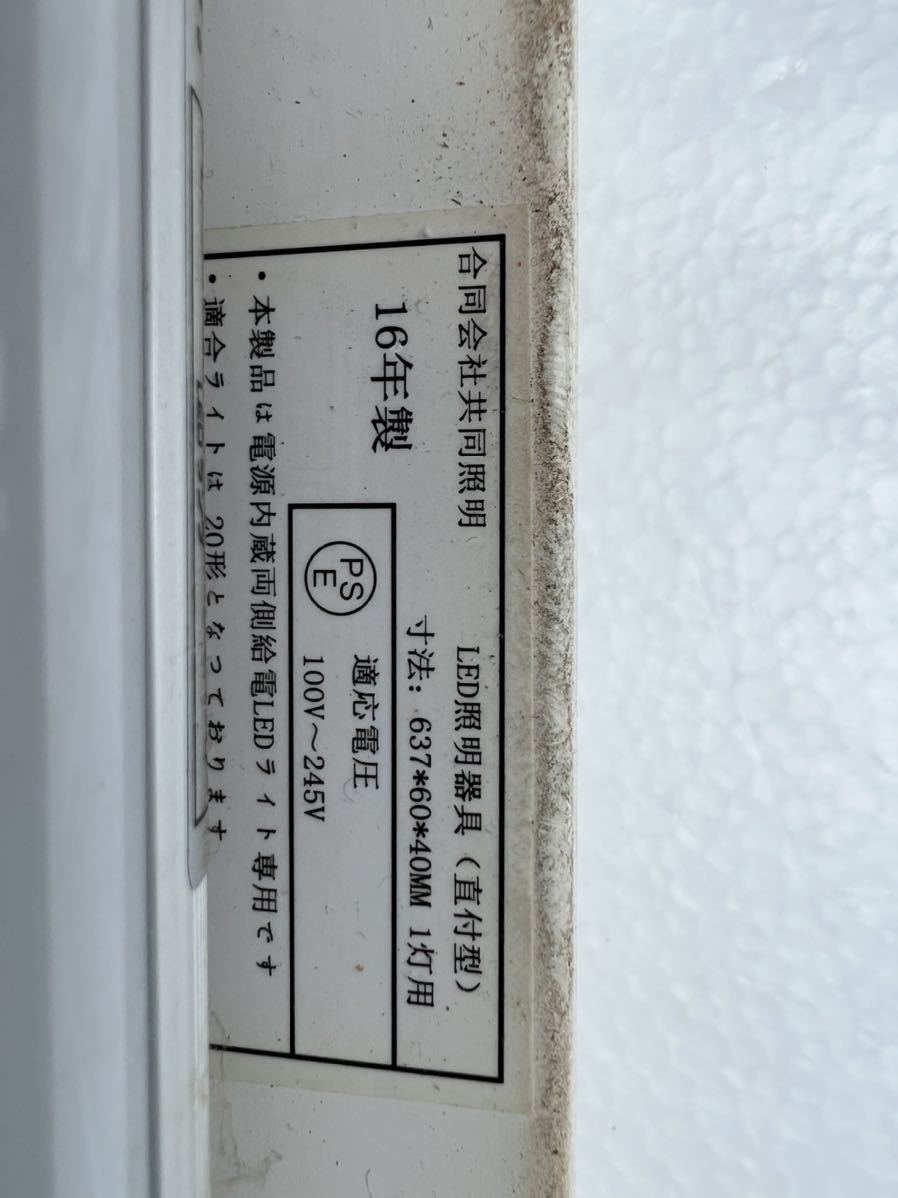 合同会社共同照明
LED照明器具（直付型）
16年製
寸法: 637*60*40MM 1灯用
PSE
適応電圧
100V～245V
・本製品は電源内蔵両側給電LEDライト専用です
・適合ライトは 20形となっております